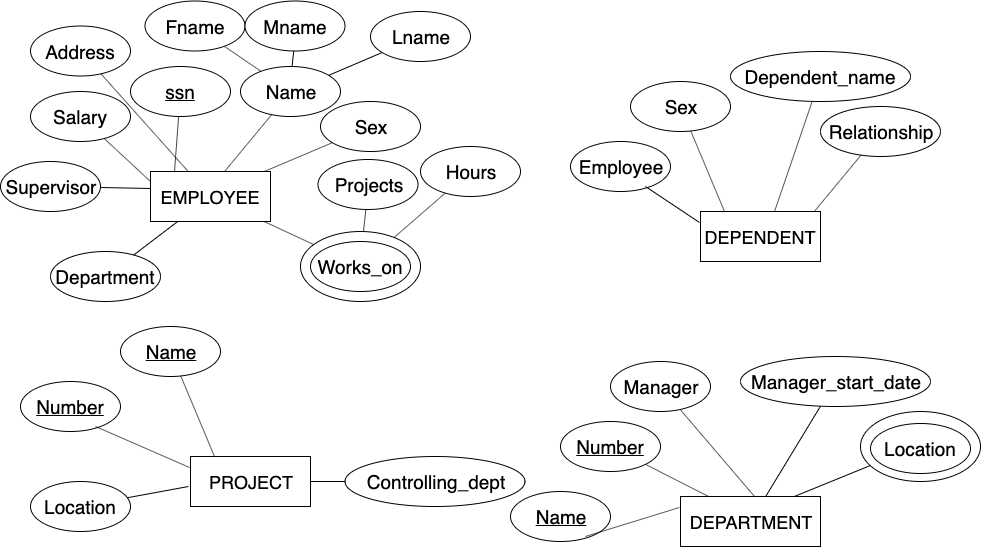 Fname
Mname
Lname
Address
ssn
Name
Salary
Sex
Supervisor
EMPLOYEE
Projects
Hours
Department
Works_on
Dependent_name
Sex
Relationship
Employee
DEPENDENT
Name
Number
Location
PROJECT
Controlling_dept
Manager
Manager_start_date
Number
Location
Name
DEPARTMENT